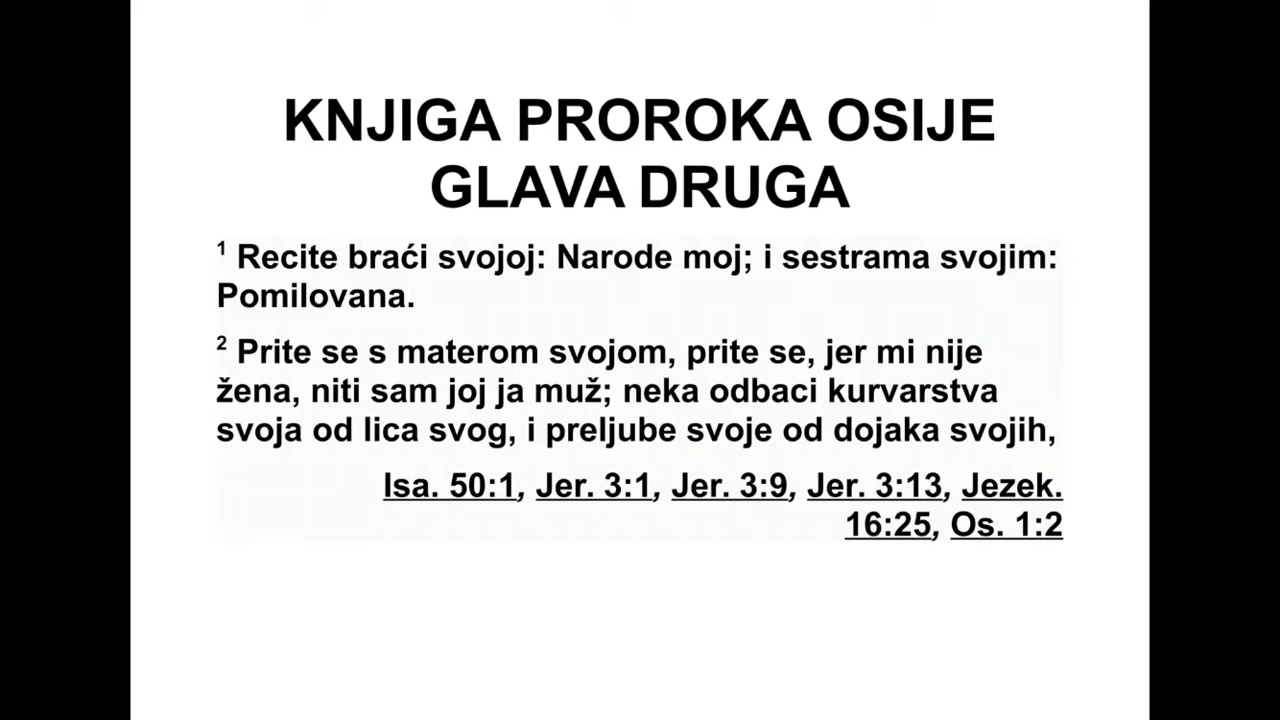 KNJIGA PROROKA OSIJE
GLAVA DRUGA
¹ Recite braći svojoj: Narode moj; i sestrama svojim:
Pomilovana.
² Prite se s materom svojom, prite se, jer mi nije
žena, niti sam joj ja muž; neka odbaci kurvarstva
svoja od lica svog, i preljube svoje od dojaka svojih,
Isa. 50:1, Jer. 3:1, Jer. 3:9, Jer. 3:13, Jezek.
16:25, Os. 1:2